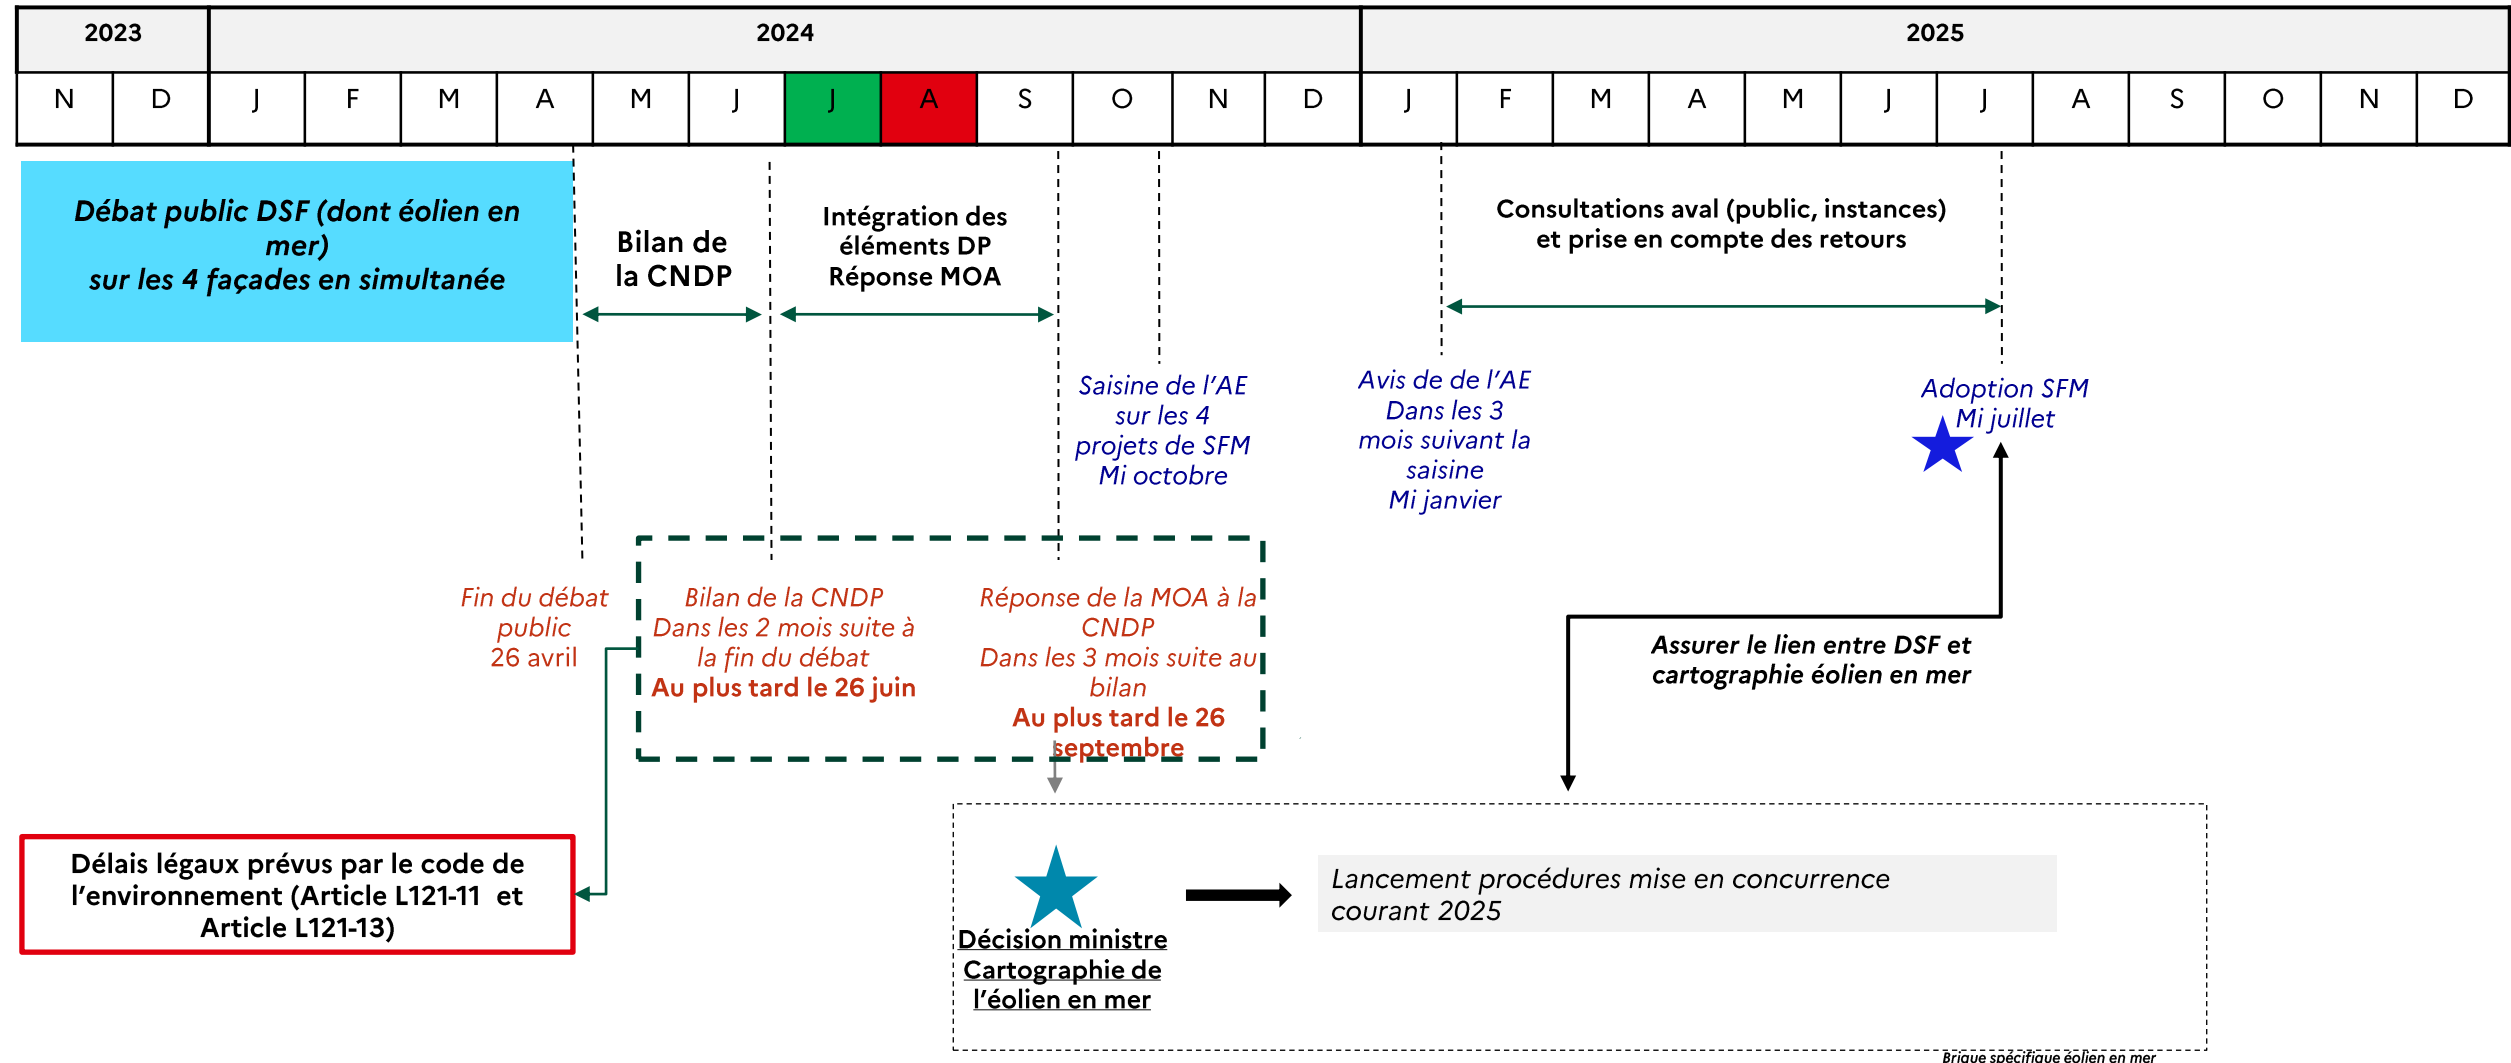 2023
2024
2025
N D J F M A M J J A S O N D J F M A M J J A S O N D
Débat public DSF (dont éolien en
mer)
sur les 4 façades en simultanée
Bilan de
la CNDP
Intégration des
éléments DP
Réponse MOA
Consultations aval (public, instances)
et prise en compte des retours
Saisine de l’AE
sur les 4
projets de SFM
Mi octobre
Avis de de l’AE
Dans les 3
mois suivant la
saisine
Mi janvier
Adoption SFM
Mi juillet
Fin du débat
public
26 avril
Bilan de la CNDP
Dans les 2 mois suite à
la fin du débat
Au plus tard le 26 juin
Réponse de la MOA à la
CNDP
Dans les 3 mois suite au
bilan
Au plus tard le 26
septembre
Assurer le lien entre DSF et
cartographie éolien en mer
Délais légaux prévus par le code de
l’environnement (Article L121-11 et
Article L121-13)
Décision ministre
Cartographie de
l’éolien en mer
Lancement procédures mise en concurrence
courant 2025
Brique spécifique éolien en mer